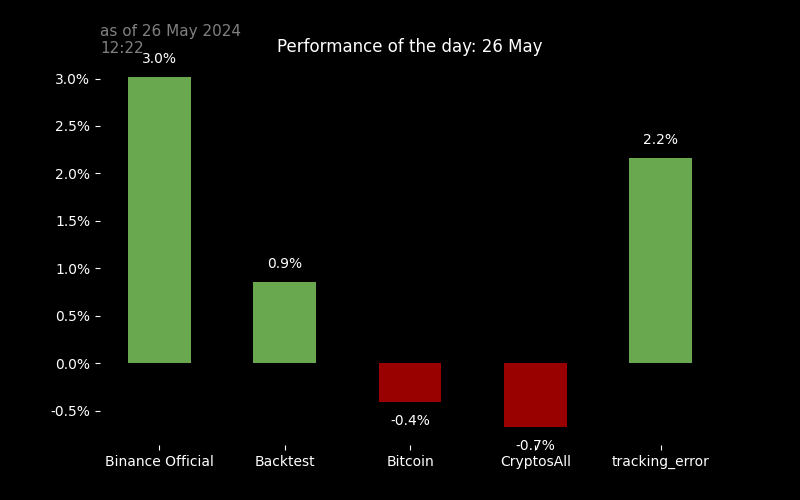 as of 26 May 2024
12:22
Performance of the day: 26 May
3.0%
2.5%
2.0%
1.5%
1.0%
0.5%
0.0%
-0.5%
3.0%
0.9%
-0.4%
-0.7%
2.2%
Binance Official
Backtest
Bitcoin
CryptosAll
tracking_error